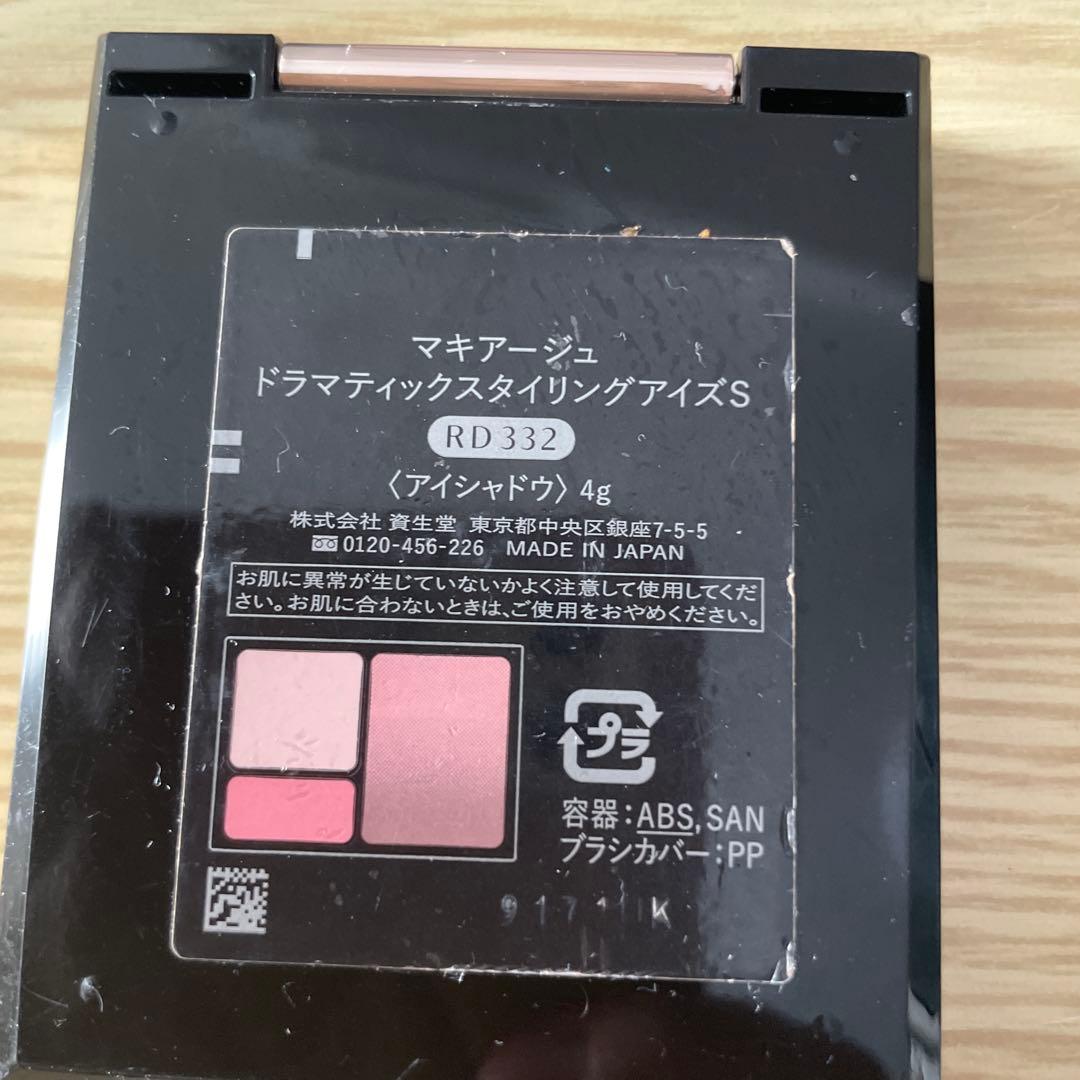 マキアージュ
ドラマティックスタイリングアイズS
RD332
〈アイシャドウ〉4g
株式会社 資生堂 東京都中央区銀座7-5-5
0120-456-226 MADE IN JAPAN
お肌に異常が生じていないかよく注意して使用してくだ
さい。お肌に合わないときは、ご使用をおやめください。
プラ
容器：ABS,SAN
ブラシカバー：PP